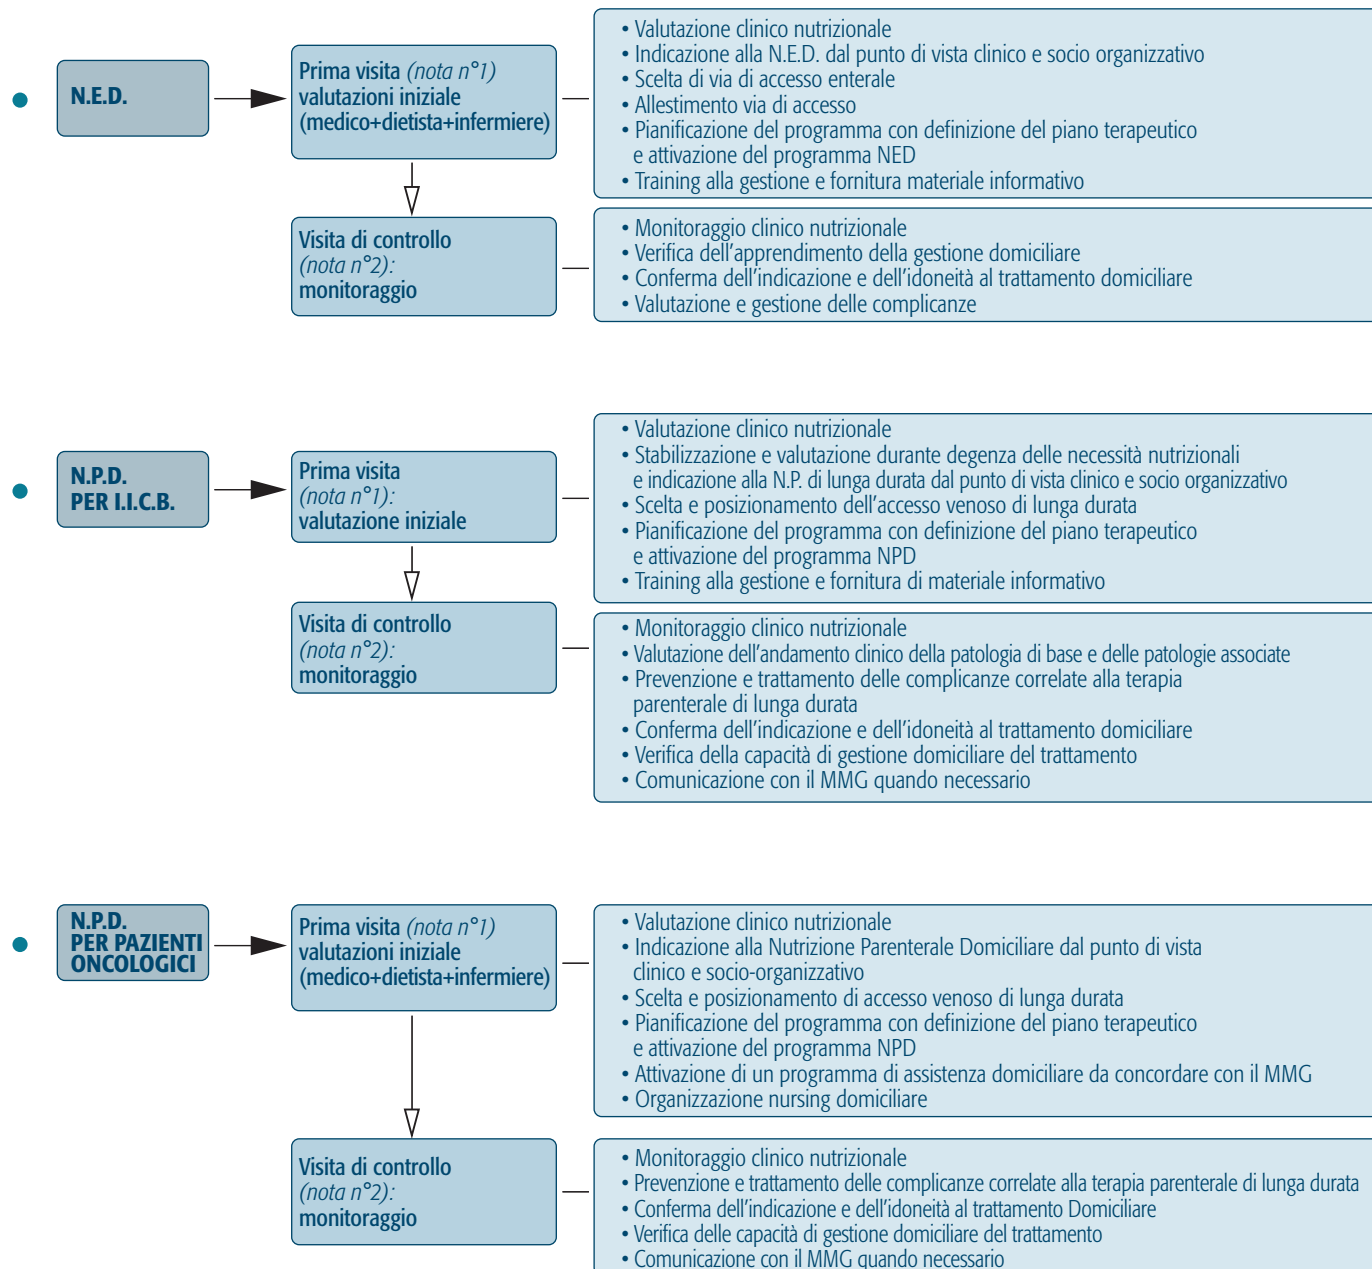 N.E.D.
Prima visita (nota n°1)
valutazioni iniziale
(medico+dietista+infermiere)
• Valutazione clinico nutrizionale
• Indicazione alla N.E.D. dal punto di vista clinico e socio organizzativo
• Scelta di via di accesso enterale
• Allestimento via di accesso
• Pianificazione del programma con definizione del piano terapeutico
e attivazione del programma NED
• Training alla gestione e fornitura materiale informativo
Visita di controllo
(nota n°2):
monitoraggio
• Monitoraggio clinico nutrizionale
• Verifica dell'apprendimento della gestione domiciliare
• Conferma dell'indicazione e dell'idoneità al trattamento domiciliare
• Valutazione e gestione delle complicanze
N.P.D.
PER I.I.C.B.
Prima visita
(nota n°1):
valutazione iniziale
• Valutazione clinico nutrizionale
• Stabilizzazione e valutazione durante degenza delle necessità nutrizionali
e indicazione alla N.P. di lunga durata dal punto di vista clinico e socio organizzativo
• Scelta e posizionamento dell'accesso venoso di lunga durata
• Pianificazione del programma con definizione del piano terapeutico
e attivazione del programma NPD
• Training alla gestione e fornitura di materiale informativo
Visita di controllo
(nota n°2):
monitoraggio
• Monitoraggio clinico nutrizionale
• Valutazione dell'andamento clinico della patologia di base e delle patologie associate
• Prevenzione e trattamento delle complicanze correlate alla terapia
parenterale di lunga durata
• Conferma dell'indicazione e dell'idoneità al trattamento domiciliare
• Verifica della capacità di gestione domiciliare del trattamento
• Comunicazione con il MMG quando necessario
N.P.D.
PER PAZIENTI
ONCOLOGICI
Prima visita (nota n°1)
valutazioni iniziale
(medico+dietista+infermiere)
• Valutazione clinico nutrizionale
• Indicazione alla Nutrizione Parenterale Domiciliare dal punto di vista
clinico e socio-organizzativo
• Scelta e posizionamento di accesso venoso di lunga durata
• Pianificazione del programma con definizione del piano terapeutico
e attivazione del programma NPD
• Attivazione di un programma di assistenza domiciliare da concordare con il MMG
• Organizzazione nursing domiciliare
Visita di controllo
(nota n°2):
monitoraggio
• Monitoraggio clinico nutrizionale
• Prevenzione e trattamento delle complicanze correlate alla terapia parenterale di lunga durata
• Conferma dell'indicazione e dell'idoneità al trattamento Domiciliare
• Verifica delle capacità di gestione domiciliare del trattamento
• Comunicazione con il MMG quando necessario